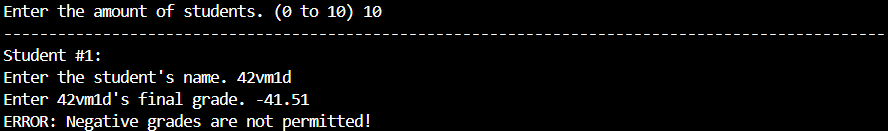 Enter the amount of students. (0 to 10) 10
--------------------------------------------------------------------------------------------------
Student #1:
Enter the student's name. 42vm1d
Enter 42vm1d's final grade. -41.51
ERROR: Negative grades are not permitted!